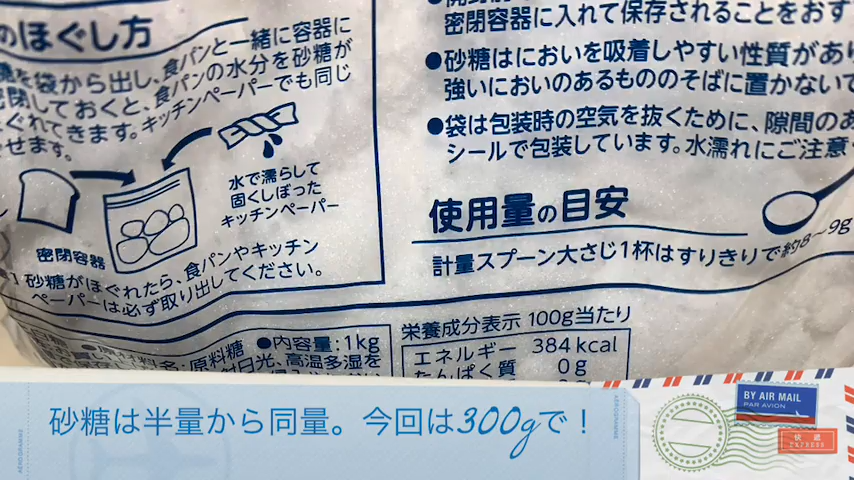 のほぐし方
糖を袋から出し、食パンと一緒に容器に
密閉しておくと、食パンの水分を砂糖が
ぐれてきます。キッチンペーパーでも同じ
せます。
水で濡らして
固くしぼった
キッチンペーパー
密閉容器
砂糖がほぐれたら、食パンやキッチン
ペーパーは必ず取り出してください。
密閉容器に入れて保存されることをおす
●砂糖はにおいを吸着しやすい性質があり
強いにおいのあるもののそばに置かないで
●袋は包装時の空気を抜くために、隙間のあ
シールで包装しています。水濡れにご注意
使用量の目安
計量スプーン大さじ1杯はすりきりで約8~9g
●原材料名:原料糖
●内容量:1kg
日光、高温多湿を
栄養成分表示 100g当たり
エネルギー 384kcal
たんぱく質 0g
砂糖は半量から同量。今回は300gで!
BY AIR MAIL
PAR AVION
EXPRESS